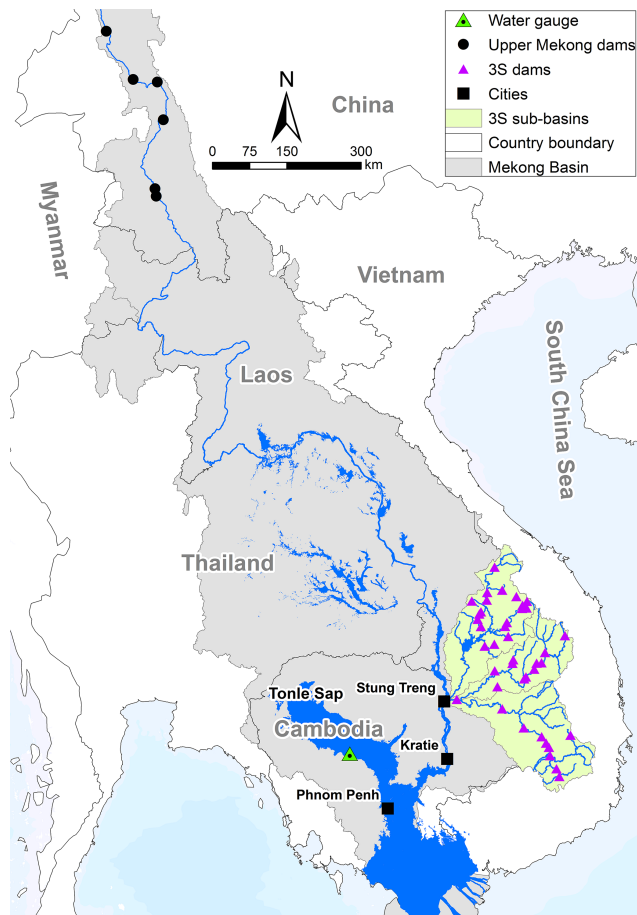 Water gauge
Upper Mekong dams
3S dams
Cities
3S sub-basins
Country boundary
Mekong Basin
N
China
0 75 150 300
km
Myanmar
Vietnam
South China Sea
Laos
Thailand
Stung Treng
Tonle Sap
Cambodia
Kratie
Phnom Penh